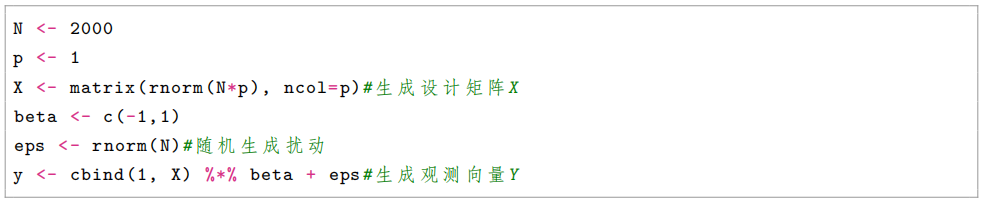 N <- 2000
p <- 1
X <- matrix(rnorm(N*p), ncol=p)#生成设计矩阵X
beta <- c(-1,1)
eps <- rnorm(N)#随机生成扰动
y <- cbind(1, X) %*% beta + eps#生成观测向量Y